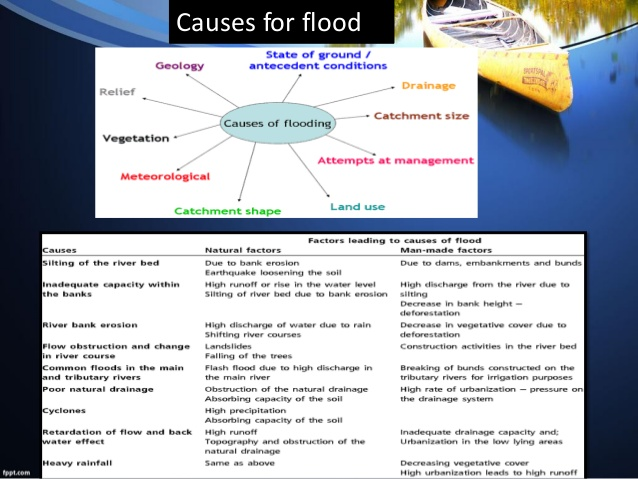 Causes for flood
State of ground /
antecedent conditions
Geology
Drainage
Relief
Catchment size
Causes of flooding
Vegetation
Attempts at management
Meteorological
Land use
Catchment shape
Factors leading to causes of flood
Causes Natural factors Man-made factors
Silting of the river bed Due to bank erosion Due to dams, embankments and bunds
Earthquake loosening the soil
Inadequate capacity within High runoff or rise in the water level High discharge from the river due to
the banks Silting of river bed due to bank erosion silting
Decrease in bank height —
deforestation
River bank erosion High discharge of water due to rain Decrease in vegetative cover due to
Shifting river courses deforestation
Flow obstruction and change Landslides Construction activities in the river bed
in river course Falling of the trees
Common floods in the main Flash flood due to high discharge in Breaking of bunds constructed on the
and tributary rivers the main river tributary rivers for irrigation purposes
Poor natural drainage Obstruction of the natural drainage High rate of urbanization — pressure on
Absorbing capacity of the soil the drainage system
Cyclones High precipitation
Absorbing capacity of the soil
Retardation of flow and back High runoff Inadequate drainage capacity and;
water effect Topography and obstruction of the Urbanization in the low lying areas
natural drainage
Heavy rainfall Same as above Decreasing vegetative cover
High urbanization leads to high runoff
fppt.com